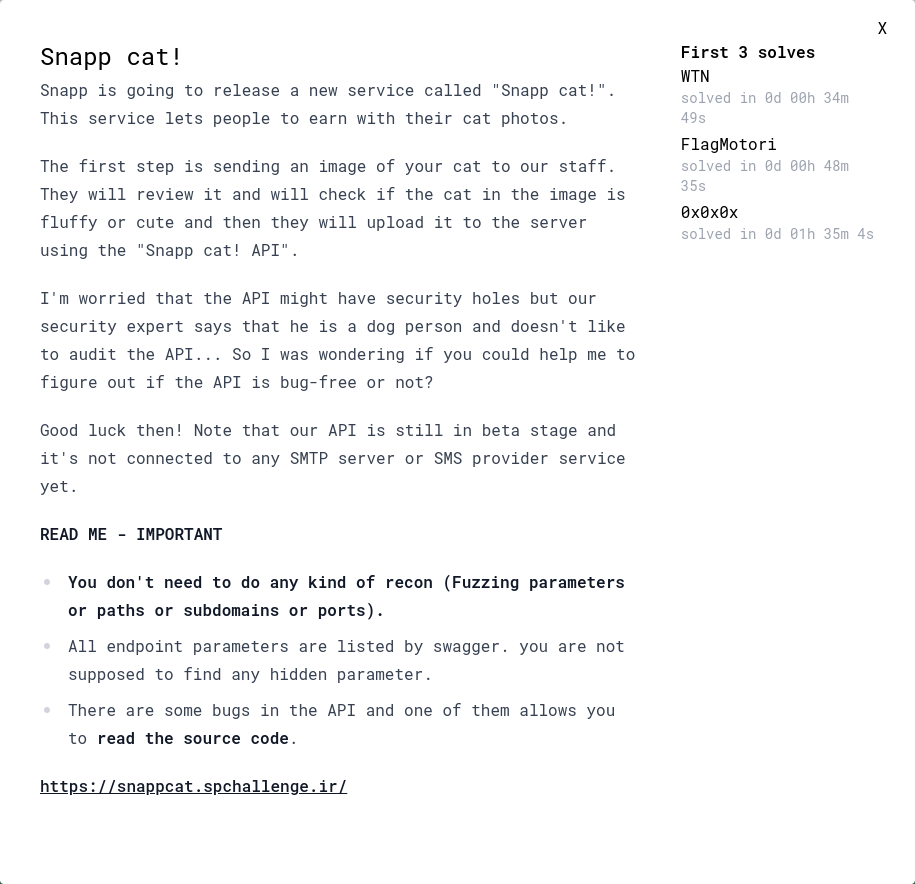 X
Snapp cat!
Snapp is going to release a new service called "Snapp cat!".
This service lets people to earn with their cat photos.
The first step is sending an image of your cat to our staff.
They will review it and will check if the cat in the image is
fluffy or cute and then they will upload it to the server
using the "Snapp cat! API".
I'm worried that the API might have security holes but our
security expert says that he is a dog person and doesn't like
to audit the API... So I was wondering if you could help me to
figure out if the API is bug-free or not?
Good luck then! Note that our API is still in beta stage and
it's not connected to any SMTP server or SMS provider service
yet.
READ ME - IMPORTANT
You don't need to do any kind of recon (Fuzzing parameters
or paths or subdomains or ports).
All endpoint parameters are listed by swagger. you are not
supposed to find any hidden parameter.
There are some bugs in the API and one of them allows you
to read the source code.
https://snappcat.spchallenge.ir/
First 3 solves
WTN
solved in 0d 00h 34m
49s
FlagMotori
solved in 0d 00h 48m
35s
0x0x0x
solved in 0d 01h 35m 4s